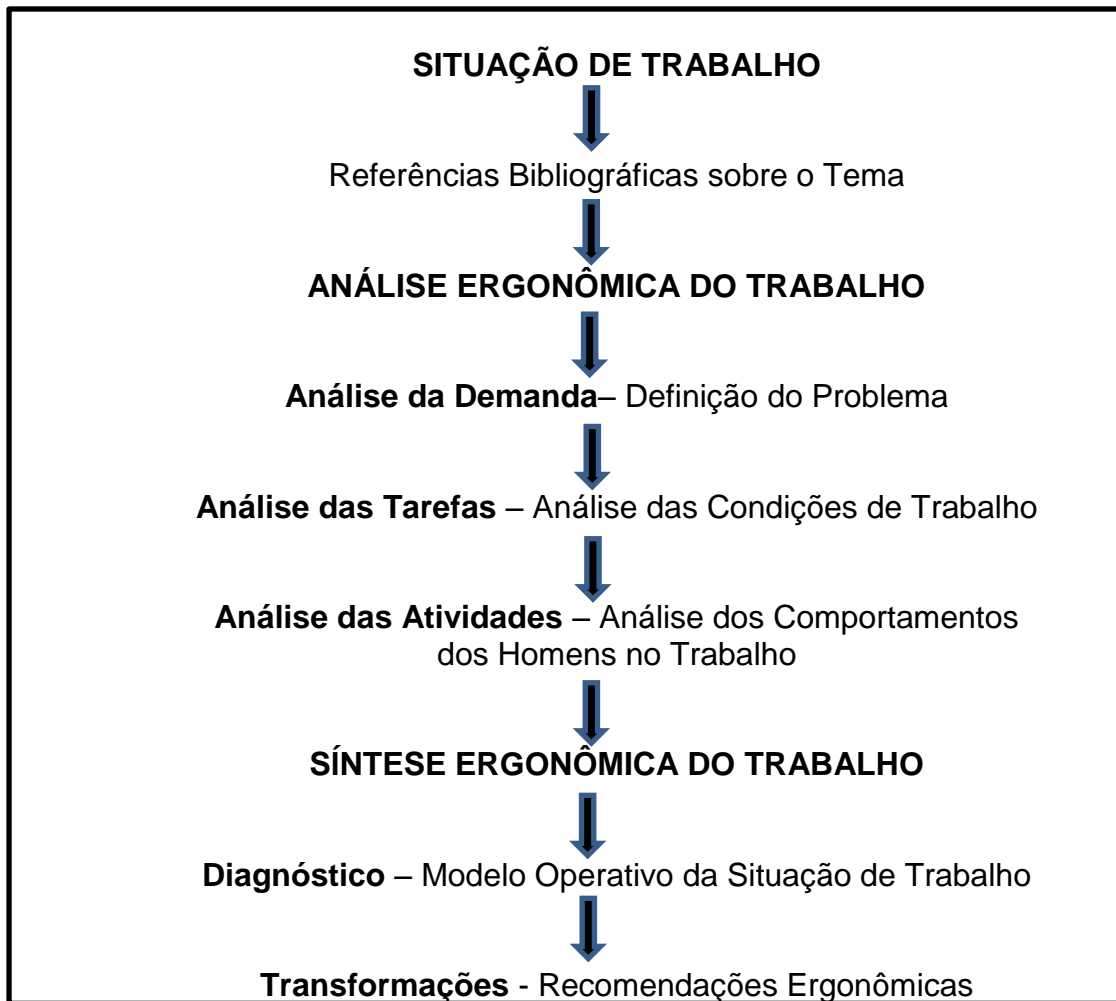 SITUAÇÃO DE TRABALHO
Referências Bibliográficas sobre o Tema
ANÁLISE ERGONÔMICA DO TRABALHO
Análise da Demanda– Definição do Problema
Análise das Tarefas – Análise das Condições de Trabalho
Análise das Atividades – Análise dos Comportamentos
dos Homens no Trabalho
SÍNTESE ERGONÔMICA DO TRABALHO
Diagnóstico – Modelo Operativo da Situação de Trabalho
Transformações - Recomendações Ergonômicas